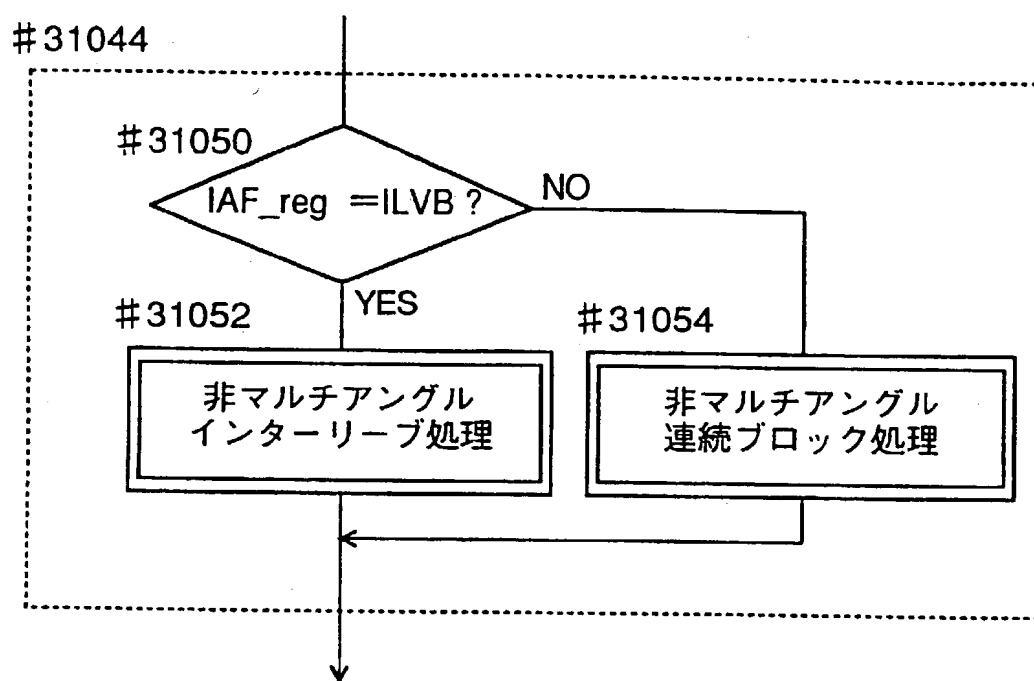 #31044
#31050
IAF_reg =ILVB ?
NO
YES
#31052
#31054
非マルチアングル
インターリーブ処理
非マルチアングル
連続ブロック処理